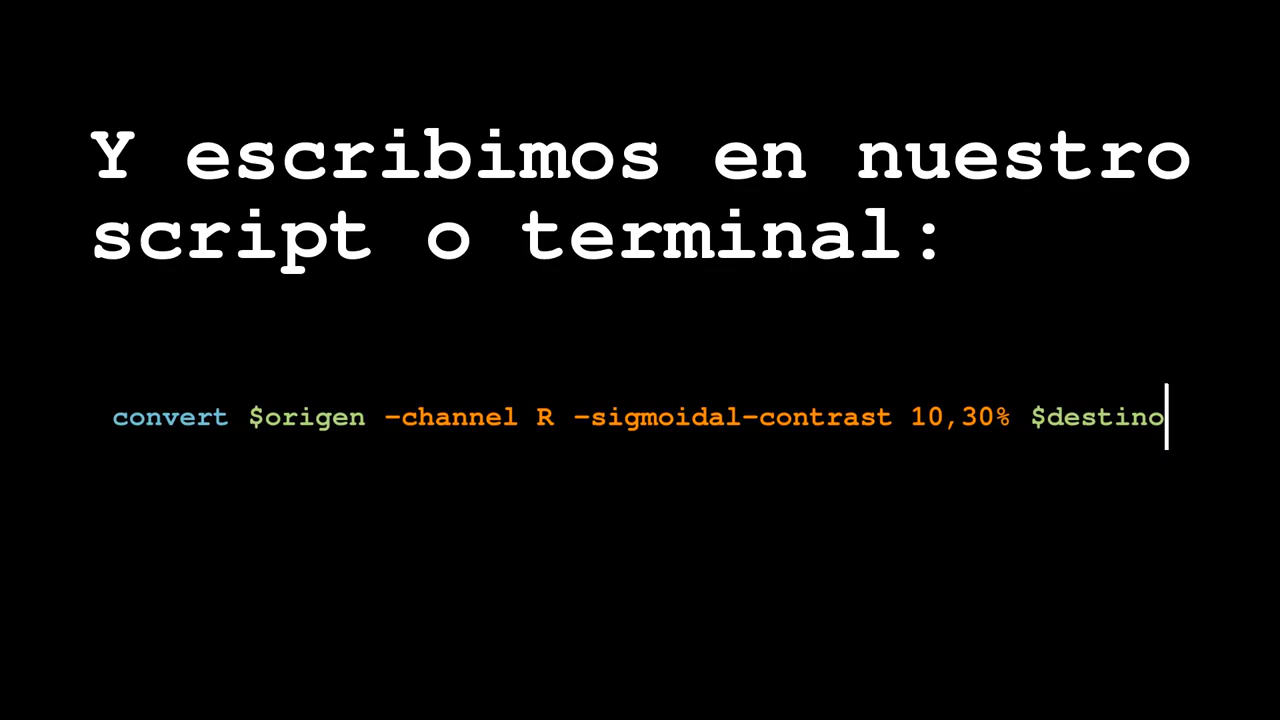 Y escribimos en nuestro
script o terminal:
convert $origen -channel R -sigmoidal-contrast 10,30% $destino